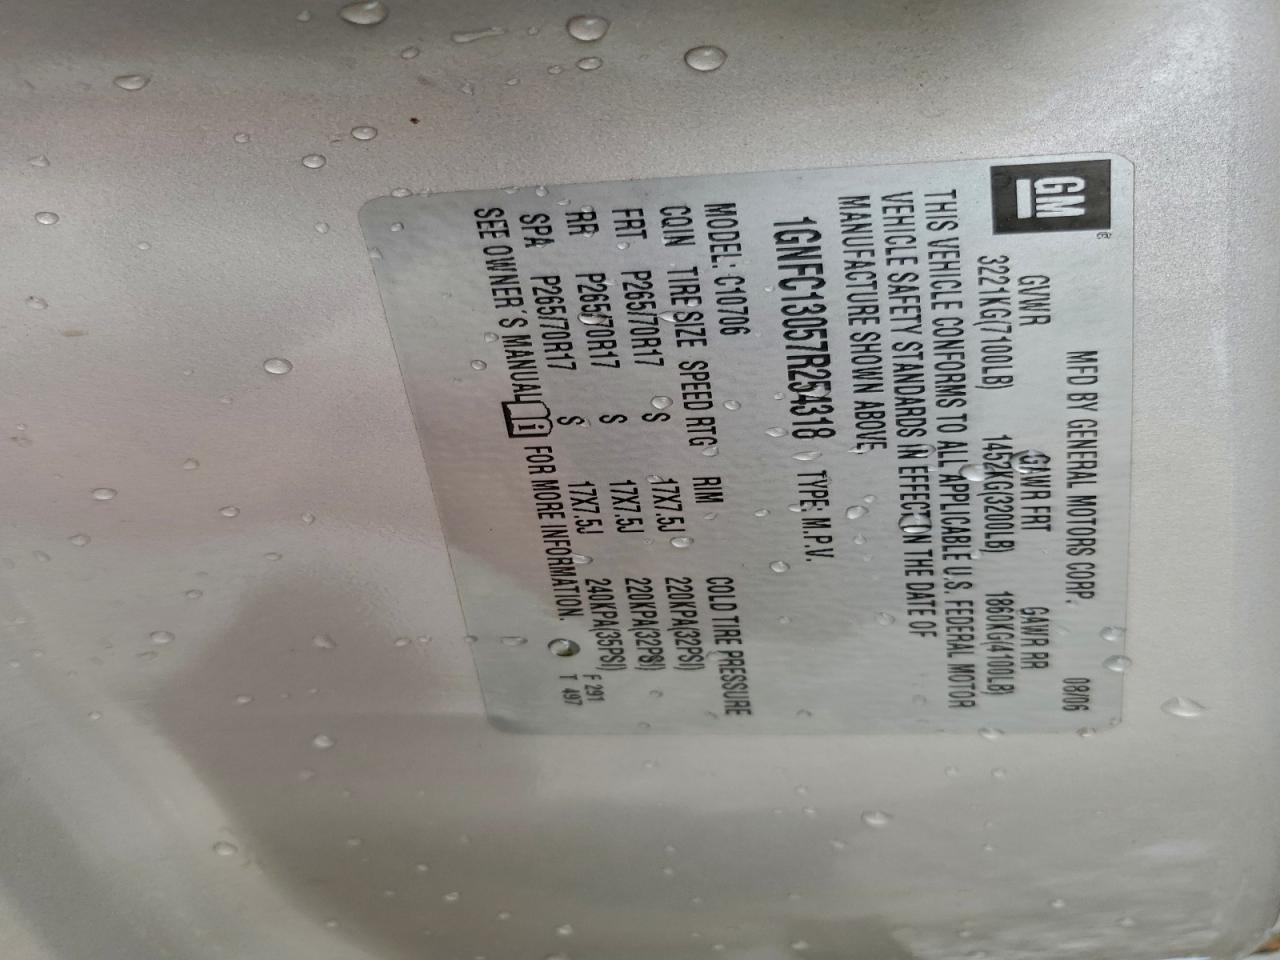 GM
MFD BY GENERAL MOTORS CORP. 08/06
GVWR GAWR FRT GAWR RR
3221KG(7100LB) 1452KG(3200LB) 1860KG(4100LB)
THIS VEHICLE CONFORMS TO ALL APPLICABLE U.S. FEDERAL MOTOR
VEHICLE SAFETY STANDARDS IN EFFECT ON THE DATE OF
MANUFACTURE SHOWN ABOVE.
1GNFC13057R254318 TYPE: M.P.V.
MODEL: C10706
CQIN TIRE SIZE SPEED RTG RIM COLD TIRE PRESSURE
FRT P265/70R17 S 17X7.5J 220KPA(32PSI)
RR P265/70R17 S 17X7.5J 220KPA(32PSI)
SPA P265/70R17 S 17X7.5J 240KPA(35PSI)
SEE OWNER'S MANUAL FOR MORE INFORMATION.
F 291
T 497